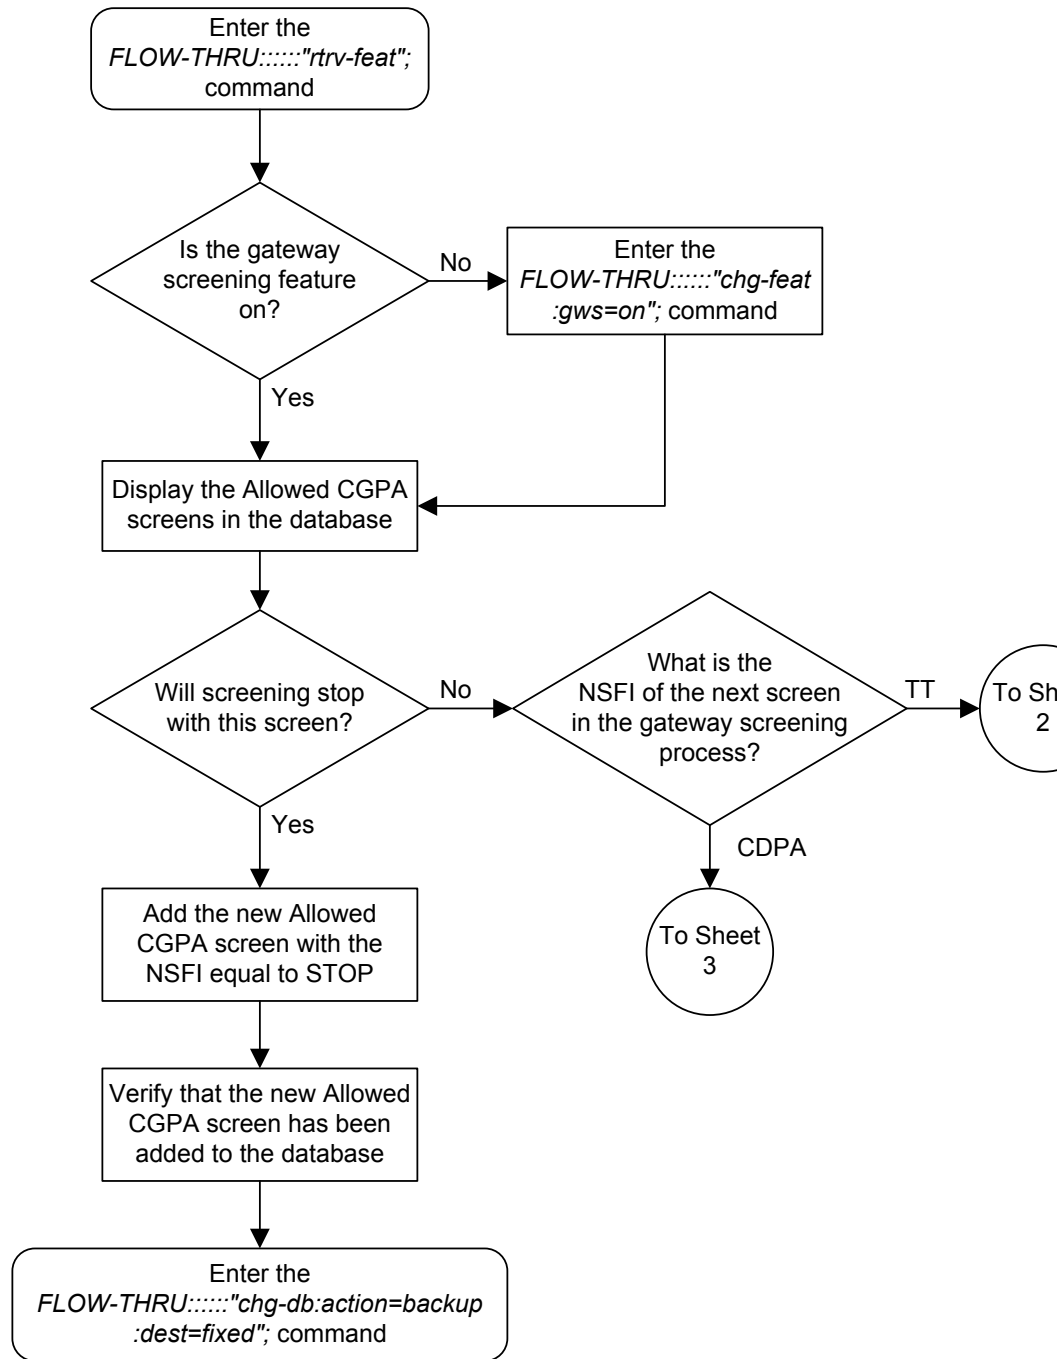 Enter the
FLOW-THRU::::::"rtrv-feat";
command
Is the gateway
screening feature
on?
No
Enter the
FLOW-THRU::::::"chg-feat
:gws=on"; command
Yes
Display the Allowed CGPA
screens in the database
Will screening stop
with this screen?
No
What is the
NSFI of the next screen
in the gateway screening
process?
TT
To Sh
2
Yes
CDPA
Add the new Allowed
CGPA screen with the
NSFI equal to STOP
To Sheet
3
Verify that the new Allowed
CGPA screen has been
added to the database
Enter the
FLOW-THRU::::::"chg-db:action=backup
:dest=fixed"; command